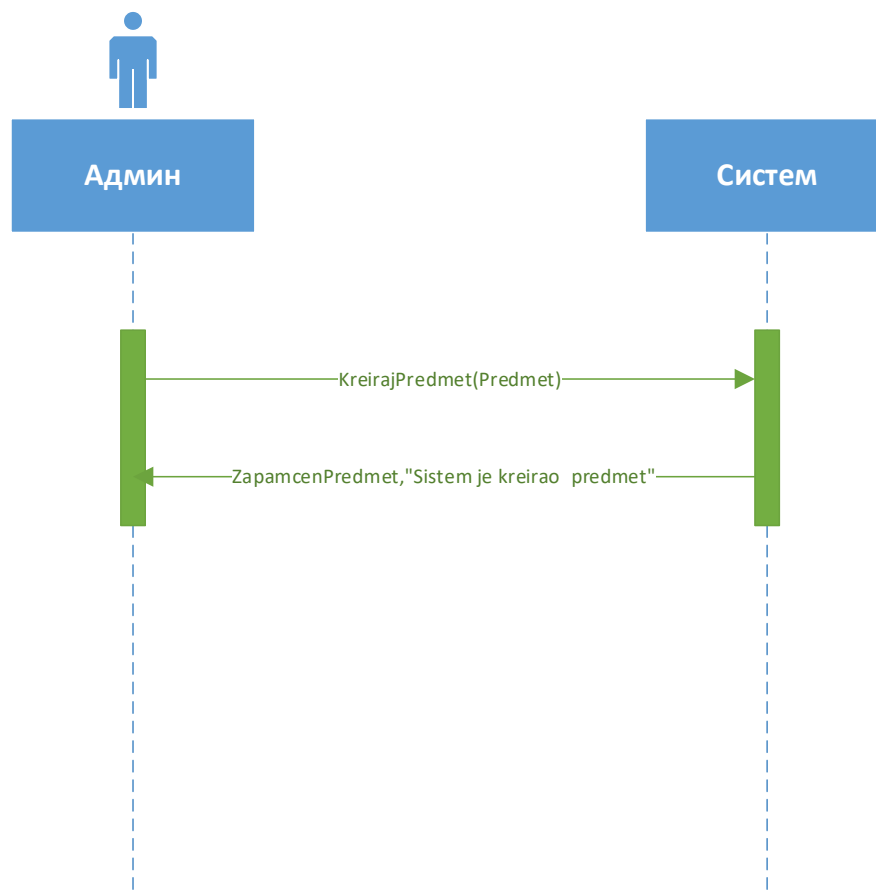 Админ
Систем
KreirajPredmet(Predmet)
ZapamcenPredmet,"Sistem je kreirao  predmet"